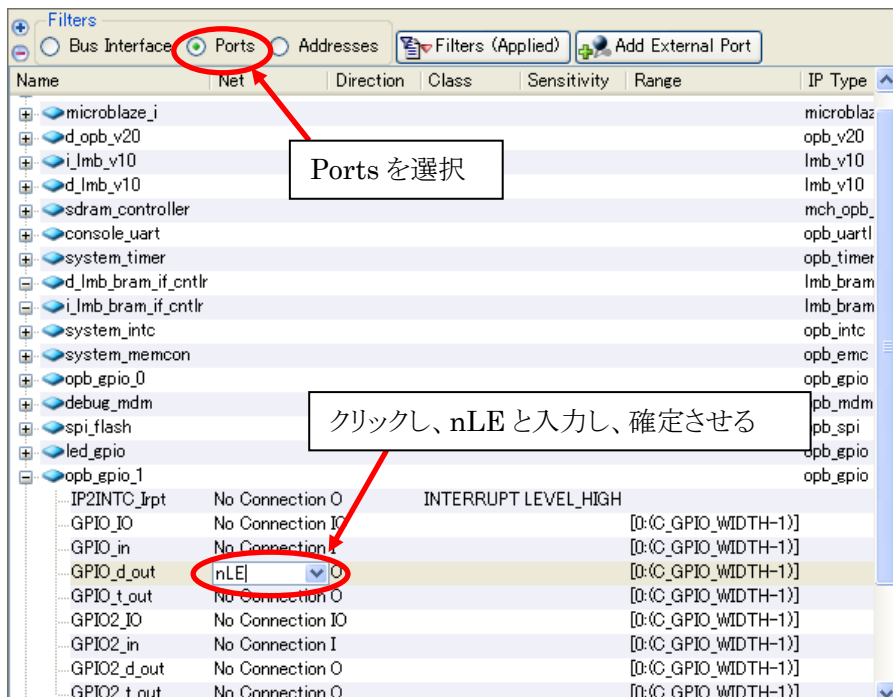 Filters
Bus Interface Ports Addresses Filters (Applied) Add External Port
Name Net Direction Class Sensitivity Range IP Type
microblaze_i microblaz
d_opb_v20 opb_v20
i_lmb_v10 lmb_v10
Ports を選択
d_lmb_v10 lmb_v10
sdram_controller mch_opb_
console_uart opb_uartl
system_timer opb_timer
d_lmb_bram_if_cntlr lmb_bram
i_lmb_bram_if_cntlr lmb_bram
system_intc opb_intc
system_memcon opb_emc
opb_gpio_0 opb_gpio
debug_mdm opb_mdm
クリックし、nLE と入力し、確定させる
spi_flash opb_spi
led_gpio opb_gpio
opb_gpio_1 opb_gpio
IP2INTC_Irpt No Connection O INTERRUPT LEVEL_HIGH
GPIO_IO No Connection IO [0:(C_GPIO_WIDTH-1)]
GPIO_in No Connection I [0:(C_GPIO_WIDTH-1)]
GPIO_d_out nLE O [0:(C_GPIO_WIDTH-1)]
GPIO_t_out No Connection O [0:(C_GPIO_WIDTH-1)]
GPIO2_IO No Connection IO [0:(C_GPIO_WIDTH-1)]
GPIO2_in No Connection I [0:(C_GPIO_WIDTH-1)]
GPIO2_d_out No Connection O [0:(C_GPIO_WIDTH-1)]
GPIO2_t_out No Connection O [0:(C_GPIO_WIDTH-1)]